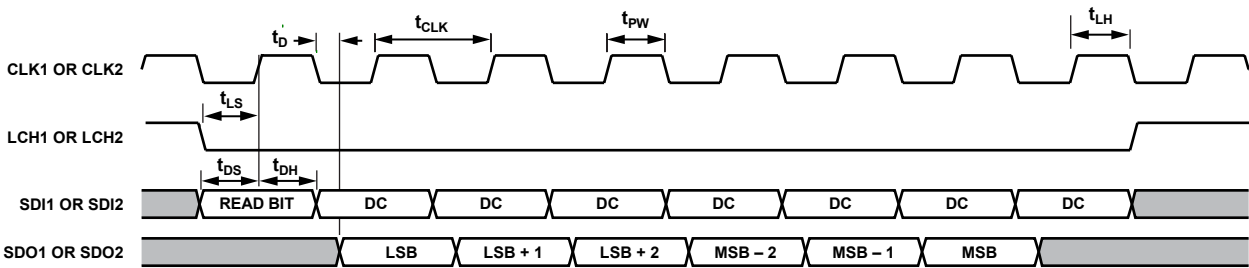 tD tCLK tPW tLH
CLK1 OR CLK2
tLS
LCH1 OR LCH2
tDS tDH
SDI1 OR SDI2 READ BIT DC DC DC DC DC DC DC
SDO1 OR SDO2 LSB LSB + 1 LSB + 2 MSB – 2 MSB – 1 MSB